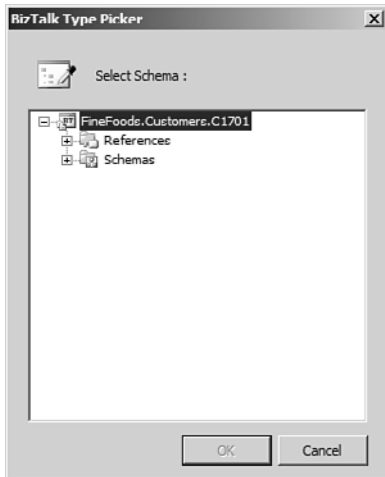 BizTalk Type Picker
Select Schema :
FineFoods.Customers.C1701
References
Schemas
OK
Cancel